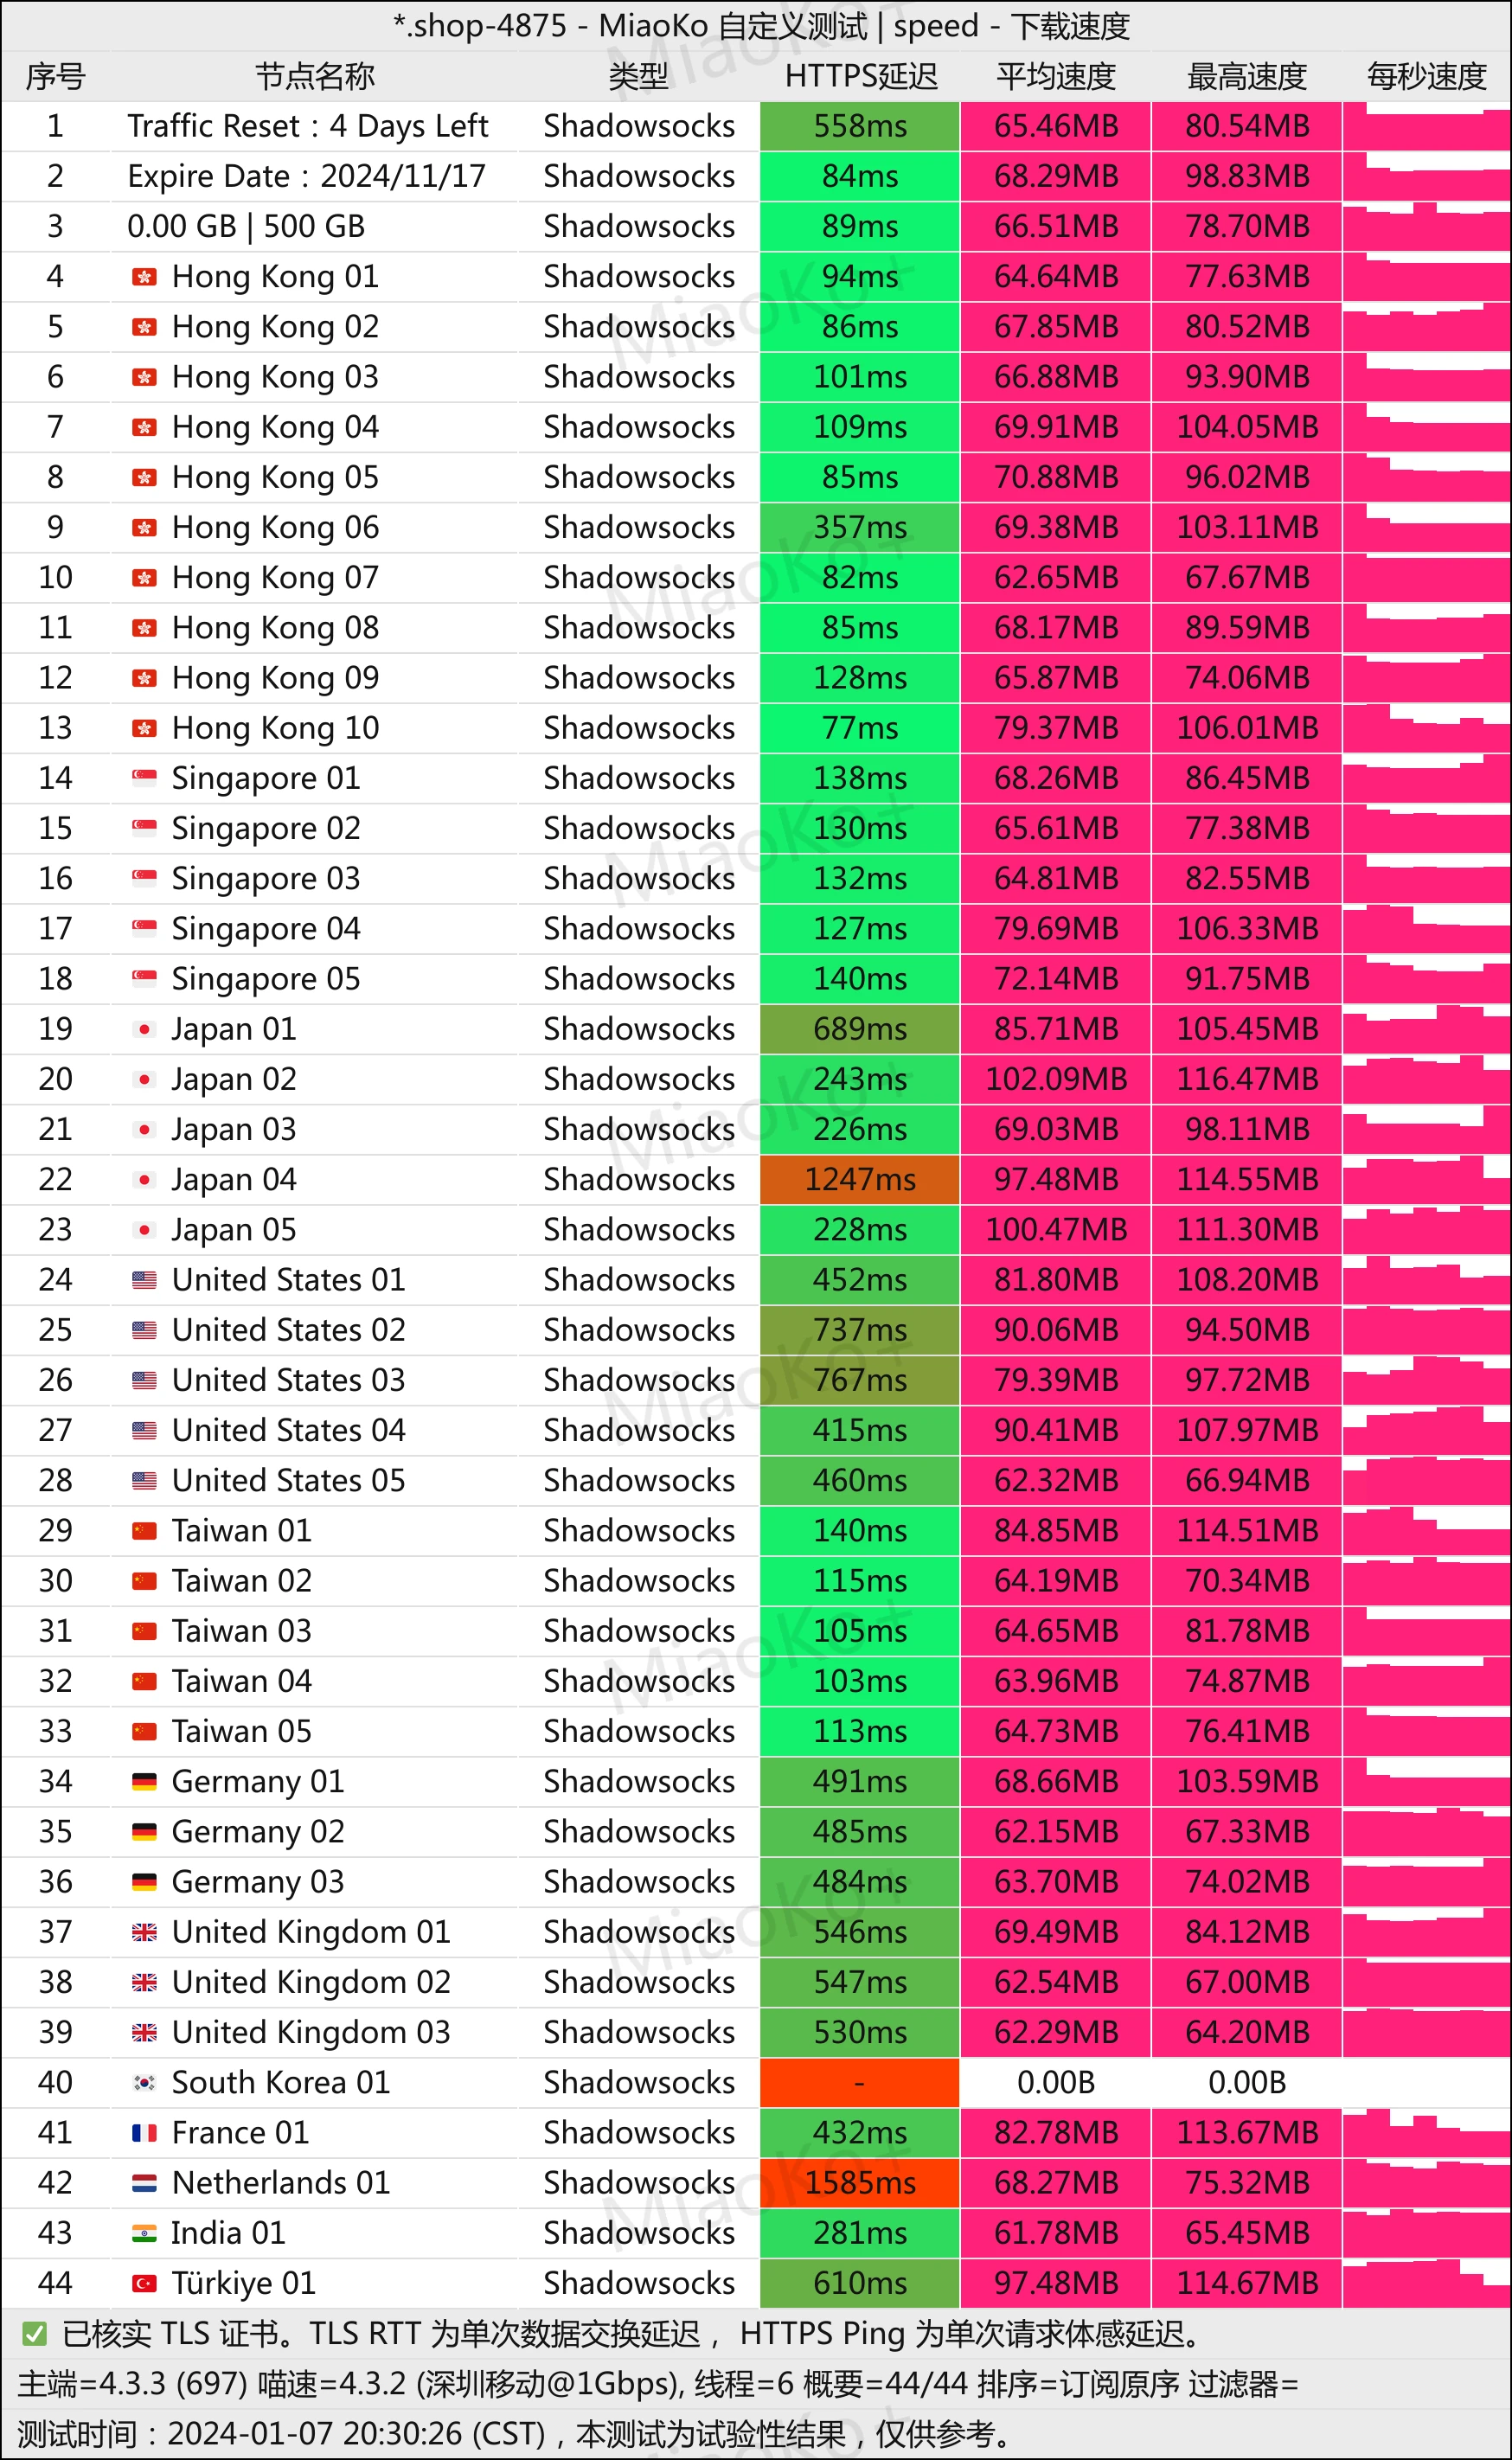 *.shop-4875 - MiaoKo 自定义测试 | speed - 下载速度
序号 节点名称 类型 HTTPS延迟 平均速度 最高速度 每秒速度
1 Traffic Reset : 4 Days Left Shadowsocks 558ms 65.46MB 80.54MB
2 Expire Date : 2024/11/17 Shadowsocks 84ms 68.29MB 98.83MB
3 0.00 GB | 500 GB Shadowsocks 89ms 66.51MB 78.70MB
4 Hong Kong 01 Shadowsocks 94ms 64.64MB 77.63MB
5 Hong Kong 02 Shadowsocks 86ms 67.85MB 80.52MB
6 Hong Kong 03 Shadowsocks 101ms 66.88MB 93.90MB
7 Hong Kong 04 Shadowsocks 109ms 69.91MB 104.05MB
8 Hong Kong 05 Shadowsocks 85ms 70.88MB 96.02MB
9 Hong Kong 06 Shadowsocks 357ms 69.38MB 103.11MB
10 Hong Kong 07 Shadowsocks 82ms 62.65MB 67.67MB
11 Hong Kong 08 Shadowsocks 85ms 68.17MB 89.59MB
12 Hong Kong 09 Shadowsocks 128ms 65.87MB 74.06MB
13 Hong Kong 10 Shadowsocks 77ms 79.37MB 106.01MB
14 Singapore 01 Shadowsocks 138ms 68.26MB 86.45MB
15 Singapore 02 Shadowsocks 130ms 65.61MB 77.38MB
16 Singapore 03 Shadowsocks 132ms 64.81MB 82.55MB
17 Singapore 04 Shadowsocks 127ms 79.69MB 106.33MB
18 Singapore 05 Shadowsocks 140ms 72.14MB 91.75MB
19 Japan 01 Shadowsocks 689ms 85.71MB 105.45MB
20 Japan 02 Shadowsocks 243ms 102.09MB 116.47MB
21 Japan 03 Shadowsocks 226ms 69.03MB 98.11MB
22 Japan 04 Shadowsocks 1247ms 97.48MB 114.55MB
23 Japan 05 Shadowsocks 228ms 100.47MB 111.30MB
24 United States 01 Shadowsocks 452ms 81.80MB 108.20MB
25 United States 02 Shadowsocks 737ms 90.06MB 94.50MB
26 United States 03 Shadowsocks 767ms 79.39MB 97.72MB
27 United States 04 Shadowsocks 415ms 90.41MB 107.97MB
28 United States 05 Shadowsocks 460ms 62.32MB 66.94MB
29 Taiwan 01 Shadowsocks 140ms 84.85MB 114.51MB
30 Taiwan 02 Shadowsocks 115ms 64.19MB 70.34MB
31 Taiwan 03 Shadowsocks 105ms 64.65MB 81.78MB
32 Taiwan 04 Shadowsocks 103ms 63.96MB 74.87MB
33 Taiwan 05 Shadowsocks 113ms 64.73MB 76.41MB
34 Germany 01 Shadowsocks 491ms 68.66MB 103.59MB
35 Germany 02 Shadowsocks 485ms 62.15MB 67.33MB
36 Germany 03 Shadowsocks 484ms 63.70MB 74.02MB
37 United Kingdom 01 Shadowsocks 546ms 69.49MB 84.12MB
38 United Kingdom 02 Shadowsocks 547ms 62.54MB 67.00MB
39 United Kingdom 03 Shadowsocks 530ms 62.29MB 64.20MB
40 South Korea 01 Shadowsocks - 0.00B 0.00B
41 France 01 Shadowsocks 432ms 82.78MB 113.67MB
42 Netherlands 01 Shadowsocks 1585ms 68.27MB 75.32MB
43 India 01 Shadowsocks 281ms 61.78MB 65.45MB
44 Türkiye 01 Shadowsocks 610ms 97.48MB 114.67MB
✅ 已核实 TLS 证书。TLS RTT 为单次数据交换延迟， HTTPS Ping 为单次请求体感延迟。
主端=4.3.3 (697) 喵速=4.3.2 (深圳移动@1Gbps), 线程=6 概要=44/44 排序=订阅原序 过滤器=
测试时间：2024-01-07 20:30:26 (CST)，本测试为试验性结果，仅供参考。